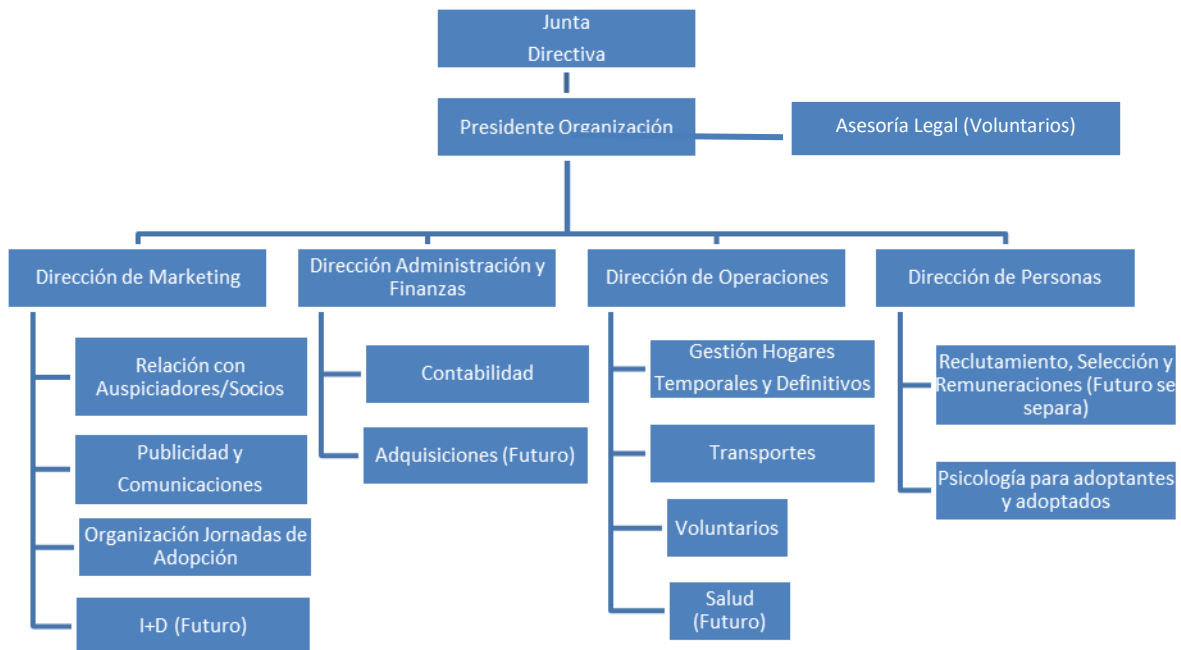 Junta
Directiva
Presidente Organización
Asesoría Legal (Voluntarios)
Dirección de Marketing
Dirección Administración y
Finanzas
Dirección de Operaciones
Dirección de Personas
Relación con
Auspiciadores/Socios
Publicidad y
Comunicaciones
Organización Jornadas de
Adopción
I+D (Futuro)
Contabilidad
Adquisiciones (Futuro)
Gestión Hogares
Temporales y Definitivos
Transportes
Voluntarios
Salud
(Futuro)
Reclutamiento, Selección y
Remuneraciones (Futuro se
separa)
Psicología para adoptantes
y adoptados